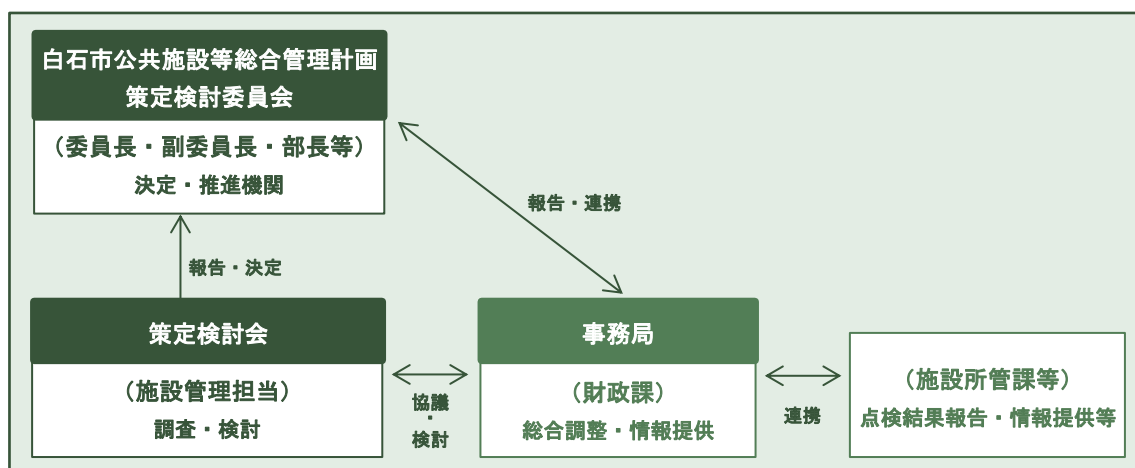 白石市公共施設等総合管理計画
策定検討委員会
（委員長・副委員長・部長等）
決定・推進機関
報告・連携
報告・決定
策定検討会
（施設管理担当）
調査・検討
協議
・
検討
事務局
（財政課）
総合調整・情報提供
連携
（施設所管課等）
点検結果報告・情報提供等